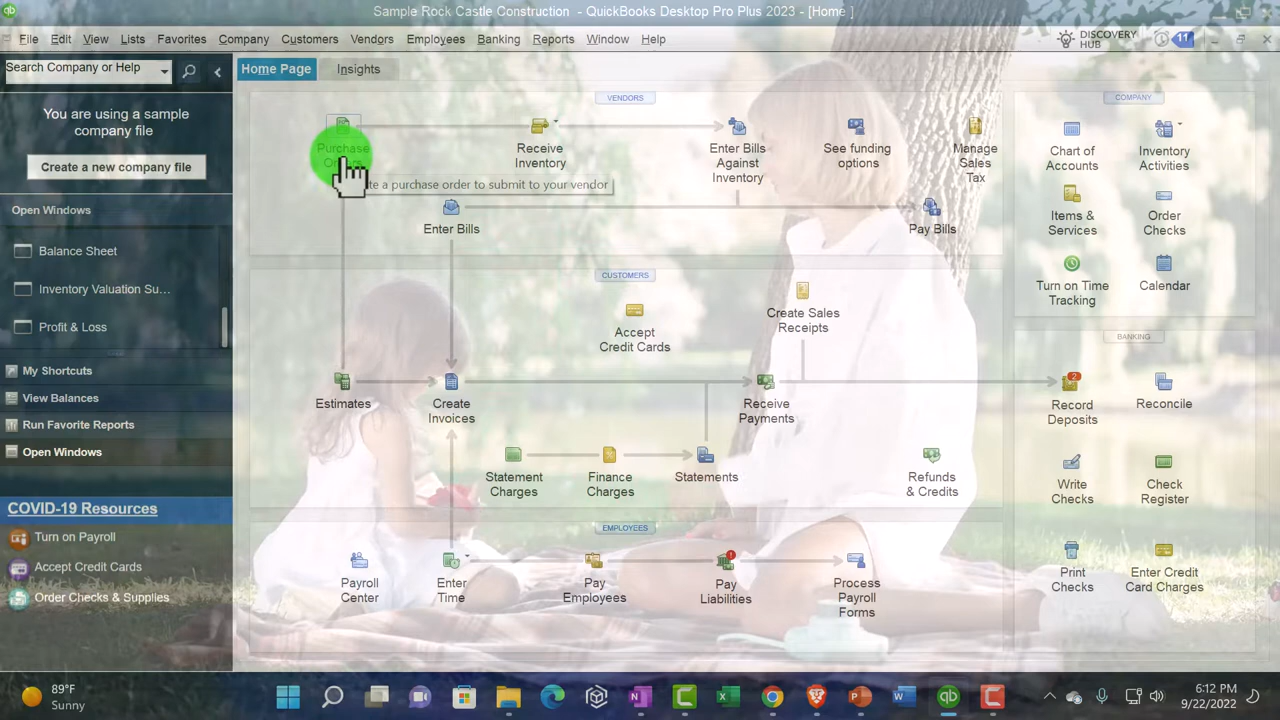 Sample Rock Castle Construction - QuickBooks Desktop Pro Plus 2023 - [Home ]
File Edit View Lists Favorites Company Customers Vendors Employees Banking Reports Window Help
DISCOVERY
HUB
11
Search Company or Help
Home Page
Insights
You are using a sample
company file
Create a new company file
Open Windows
Balance Sheet
Inventory Valuation Su...
Profit & Loss
My Shortcuts
View Balances
Run Favorite Reports
Open Windows
COVID-19 Resources
Turn on Payroll
Accept Credit Cards
Order Checks & Supplies
VENDORS
Purchase
Receive
Inventory
Enter Bills
Against
Inventory
See funding
options
Manage
Sales
Tax
a purchase order to submit to your vendor
Enter Bills
Pay Bills
CUSTOMERS
Accept
Credit Cards
Create Sales
Receipts
Estimates
Create
Invoices
Receive
Payments
Statement
Charges
Finance
Charges
Statements
Refunds
& Credits
EMPLOYEES
Payroll
Center
Enter
Time
Pay
Employees
Pay
Liabilities
Process
Payroll
Forms
COMPANY
Chart of
Accounts
Inventory
Activities
Items &
Services
Order
Checks
Turn on Time
Tracking
Calendar
BANKING
2
Record
Deposits
Reconcile
Write
Checks
Check
Register
Print
Checks
Enter Credit
Card Charges
89°F
Sunny
6:12 PM
9/22/2022